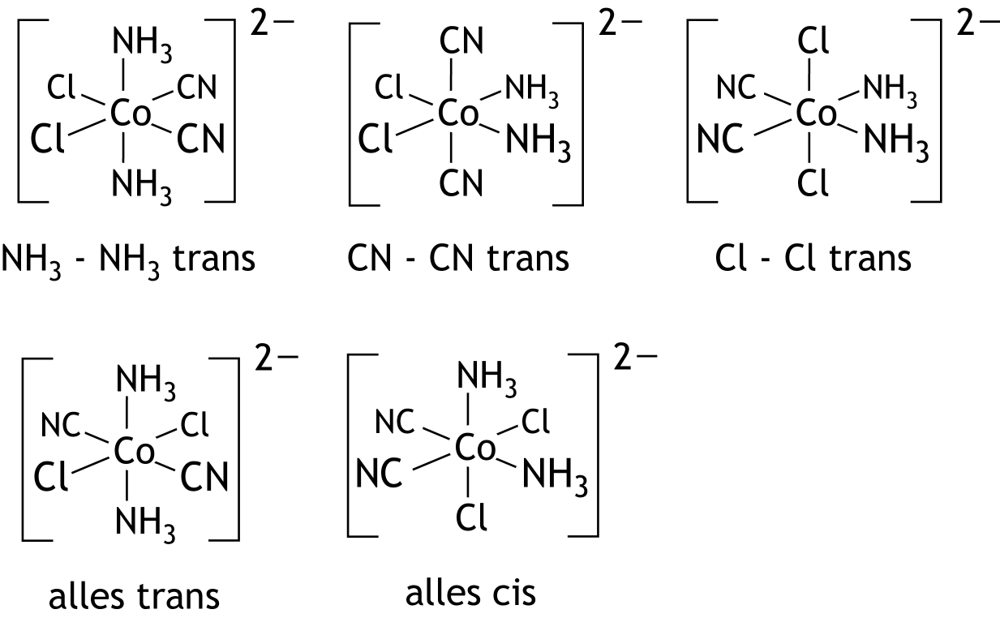 NH3 2−
Cl CN
Co
Cl CN
NH3
NH3 - NH3 trans
CN 2−
Cl NH3
Co
Cl NH3
CN
CN - CN trans
Cl 2−
NC NH3
Co
NC NH3
Cl
Cl - Cl trans
NH3 2−
NC Cl
Co
Cl CN
NH3
alles trans
NH3 2−
NC Cl
Co
NC NH3
Cl
alles cis